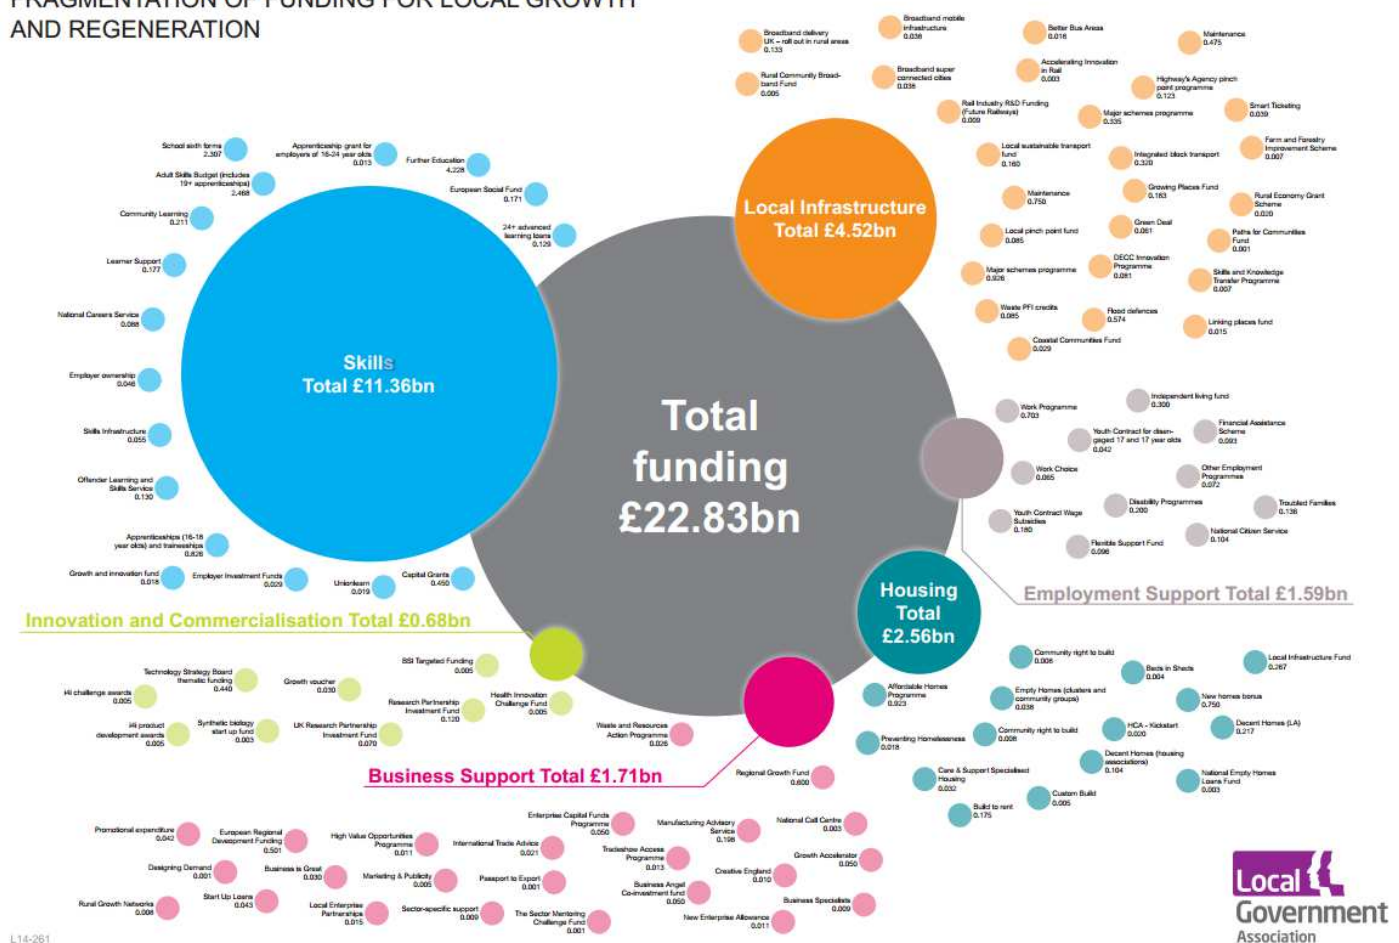 FRAGMENTATION OF FUNDING FOR LOCAL GROWTH
AND REGENERATION
Broadband delivery
UK – roll out in rural areas
0.133
Broadband mobile
Infrastructure
0.038
Better Bus Areas
0.016
Maintenance
0.475
Rural Community Broad-
band Fund
0.005
Broadband super
connected cities
0.038
Accelerating Innovation
in Rail
0.003
Highway's Agency pinch
point programme
0.123
Rail Industry R&D Funding
(Future Railways)
0.009
Major schemes programme
0.335
Smart Ticketing
0.039
Local sustainable transport
fund
0.160
Integrated block transport
0.320
Farm and Forestry
Improvement Scheme
0.007
Maintenance
0.750
Growing Places Fund
0.163
Rural Economy Grant
Scheme
0.020
Local pinch point fund
0.085
Green Deal
0.061
Paths for Communities
Fund
0.001
Major schemes programme
0.926
DECC Innovation
Programme
0.081
Skills and Knowledge
Transfer Programme
0.007
Waste PFI credits
0.085
Flood defences
0.574
Linking places fund
0.015
Coastal Communities Fund
0.029
Local Infrastructure
Total £4.52bn
School sixth forms
2.307
Apprenticeship grant for
employers of 16-24 year olds
0.013
Further Education
4.228
Adult Skills Budget (includes
19+ apprenticeships)
2.468
European Social Fund
0.171
Community Learning
0.211
24+ advanced
learning loans
0.129
Learner Support
0.177
National Careers Service
0.088
Employer ownership
0.046
Skills Infrastructure
0.055
Offender Learning and
Skills Service
0.130
Apprenticeships (16-18
year olds) and traineeships
0.826
Growth and innovation fund
0.018
Employer Investment Funds
0.029
Unionlearn
0.019
Capital Grants
0.450
Skills
Total £11.36bn
Total
funding
£22.83bn
Work Programme
0.703
Independent living fund
0.300
Youth Contract for disen-
gaged 17 and 17 year olds
0.042
Financial Assistance
Scheme
0.093
Work Choice
0.065
Other Employment
Programmes
0.072
Youth Contract Wage
Subsidies
0.180
Disability Programmes
0.200
Troubled Families
0.136
Flexible Support Fund
0.096
National Citizen Service
0.104
Employment Support Total £1.59bn
Housing
Total
£2.56bn
Innovation and Commercialisation Total £0.68bn
Hi challenge awards
0.005
Technology Strategy Board
thematic funding
0.440
Growth voucher
0.030
SSI Targeted Funding
0.005
Hi product
development awards
0.005
Synthetic biology
start up fund
0.003
UK Research Partnership
Investment Fund
0.070
Research Partnership
Investment Fund
0.120
Health Innovation
Challenge Fund
0.005
Community right to build
0.008
Beds in Sheds
0.004
Local Infrastructure Fund
0.267
Affordable Homes
Programme
0.923
Empty Homes (clusters and
community groups)
0.038
New homes bonus
0.750
Preventing Homelessness
0.018
Community right to build
0.008
HCA - Kickstart
0.020
Decent Homes (LA)
0.217
Care & Support Specialised
Housing
0.032
Decent Homes (housing
associations)
0.104
National Empty Homes
Loans Fund
0.003
Build to rent
0.175
Custom Build
0.005
Waste and Resources
Action Programme
0.026
Business Support Total £1.71bn
Regional Growth Fund
0.600
Promotional expenditure
0.042
European Regional
Deveopment Funding
0.501
High Value Opportunities
Programme
0.011
International Trade Advice
0.021
Enterprise Capital Funds
Programme
0.050
Manufacturing Advisory
Service
0.198
National Call Centre
0.003
Designing Demand
0.001
Business is Great
0.030
Marketing & Publicity
0.005
Passport to Export
0.001
Tradeshow Access
Programme
0.013
Creative England
0.010
Growth Accelerator
0.050
Rural Growth Networks
0.008
Start Up Loans
0.043
Local Enterprise
Partnerships
0.015
Sector-specific support
0.009
The Sector Mentoring
Challenge Fund
0.001
Business Angel
Co-investment fund
0.050
New Enterprise Allowance
0.011
Business Specialists
0.009
Local
Government
Association
L14-261